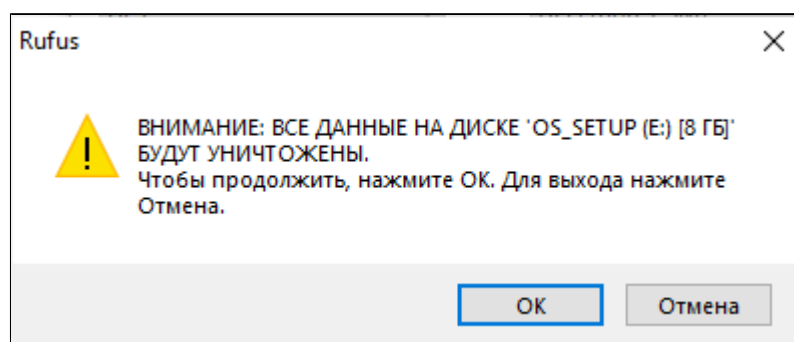 Rufus
ВНИМАНИЕ: ВСЕ ДАННЫЕ НА ДИСКЕ 'OS_SETUP (E:) [8 ГБ]'
БУДУТ УНИЧТОЖЕНЫ.
Чтобы продолжить, нажмите ОК. Для выхода нажмите
Отмена.
ОК
Отмена